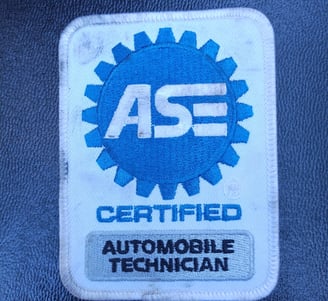 ASE
CERTIFIED
AUTOMOBILE
TECHNICIAN